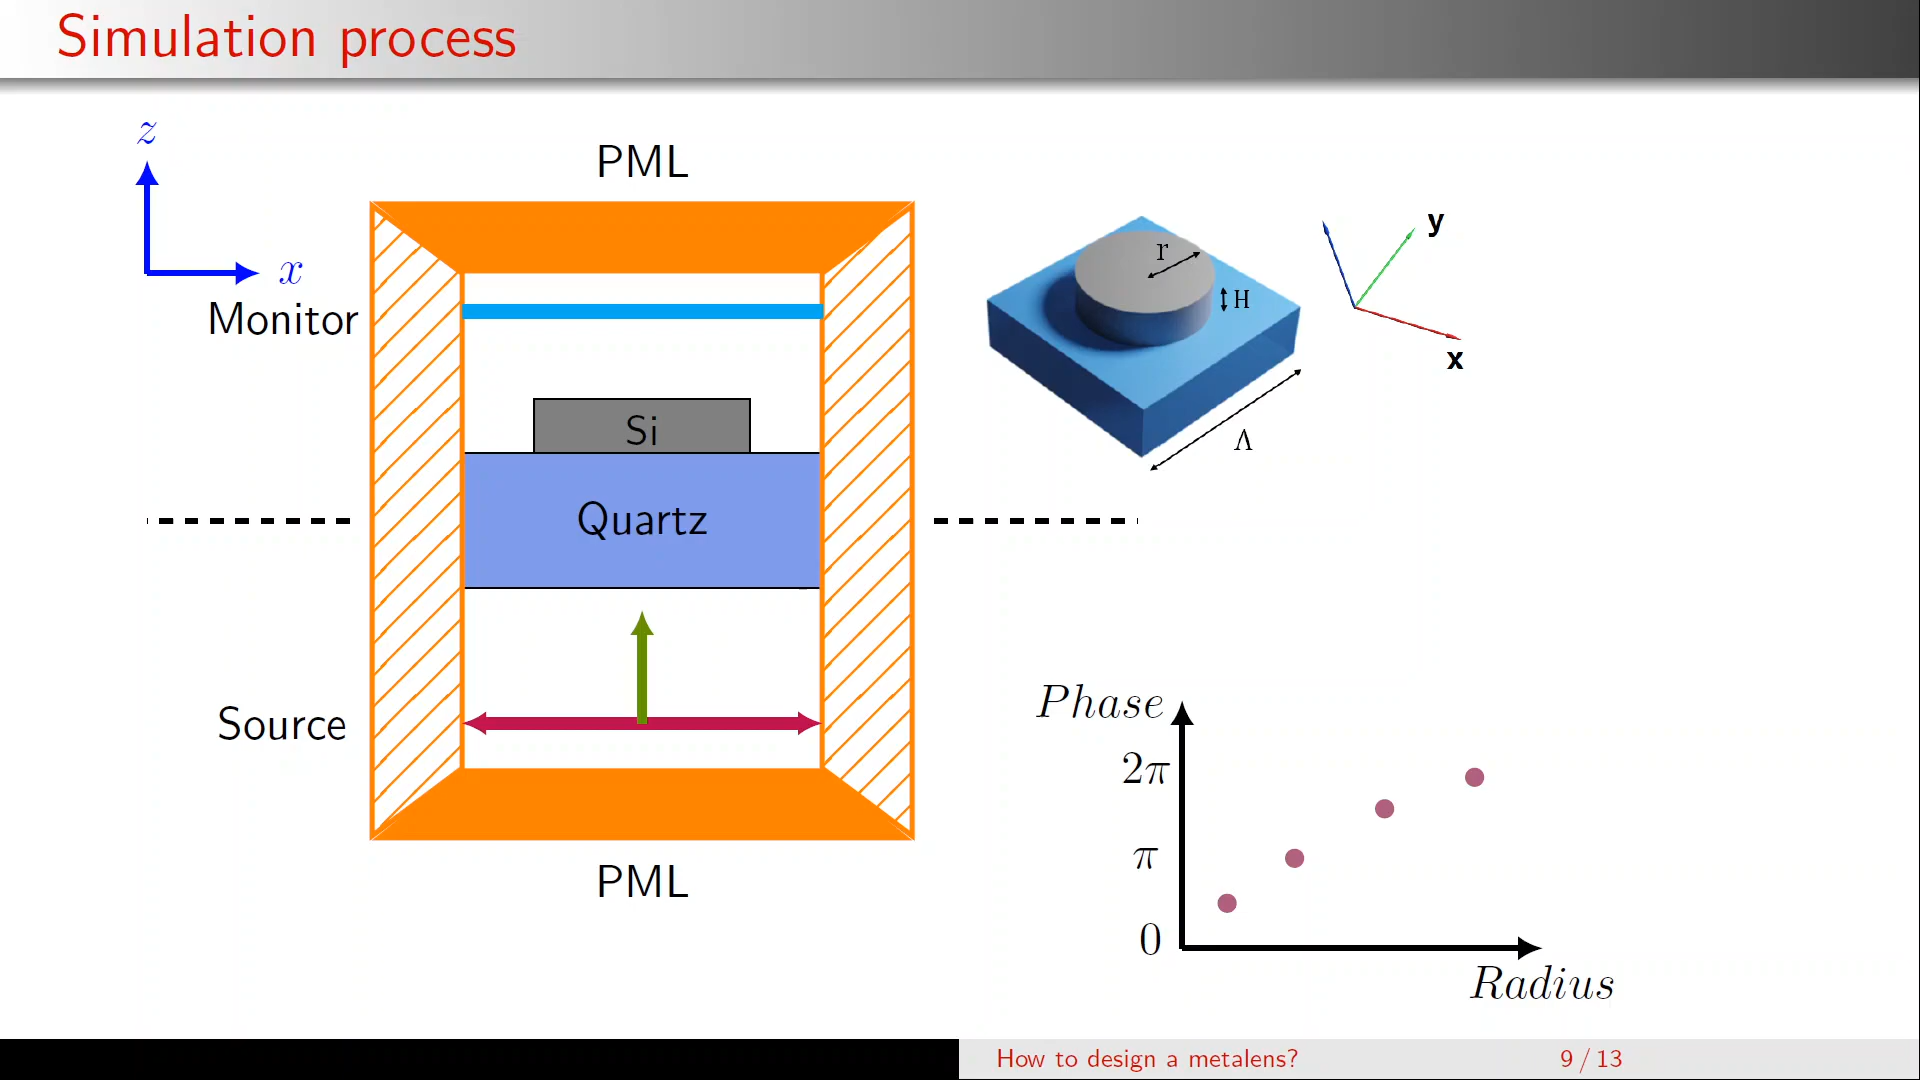 Simulation process
z
x
PML
Monitor
Si
Quartz
Source
PML
r
H
Λ
y
x
Phase
2π
π
0
Radius
How to design a metalens?
9 / 13